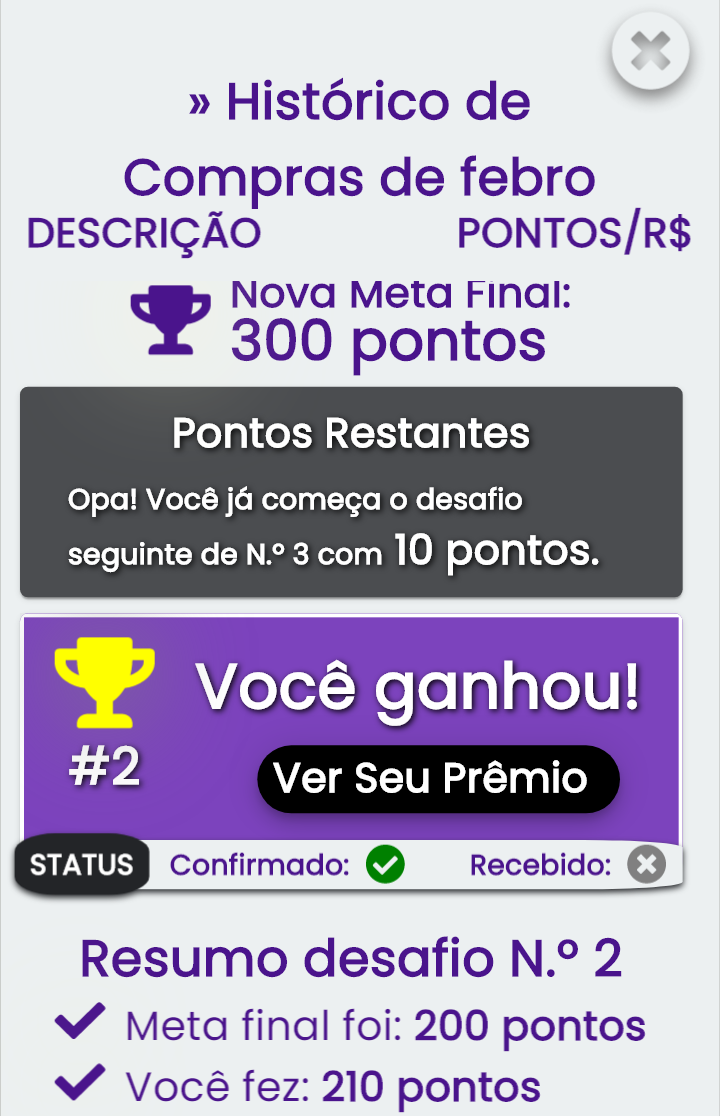 » Histórico de
Compras de febro
DESCRIÇÃO PONTOS/R$
Nova Meta Final:
300 pontos
Pontos Restantes
Opa! Você já começa o desafio
seguinte de N.º 3 com 10 pontos.
Você ganhou!
#2
Ver Seu Prêmio
STATUS Confirmado: Recebido:
Resumo desafio N.º 2
Meta final foi: 200 pontos
Você fez: 210 pontos